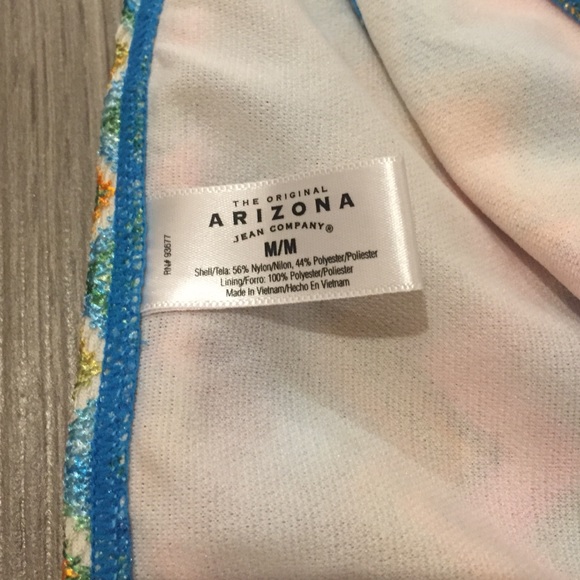 THE ORIGINAL
ARIZONA
JEAN COMPANY®
M/M
Shell/Tela: 56% Nylon/Nilon, 44% Polyester/Poliester
Lining/Forro: 100% Polyester/Poliester
Made In Vietnam/Hecho En Vietnam
RN# 93677